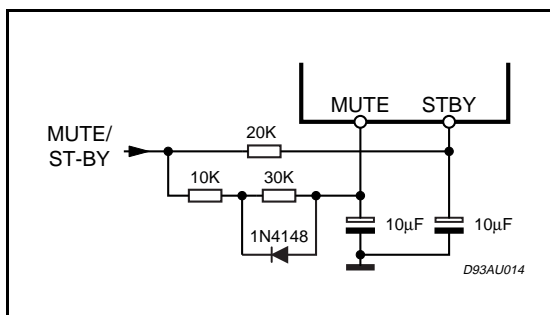 MUTE STBY
MUTE/
ST-BY
20K
10K 30K
1N4148
10μF 10μF
D93AU014